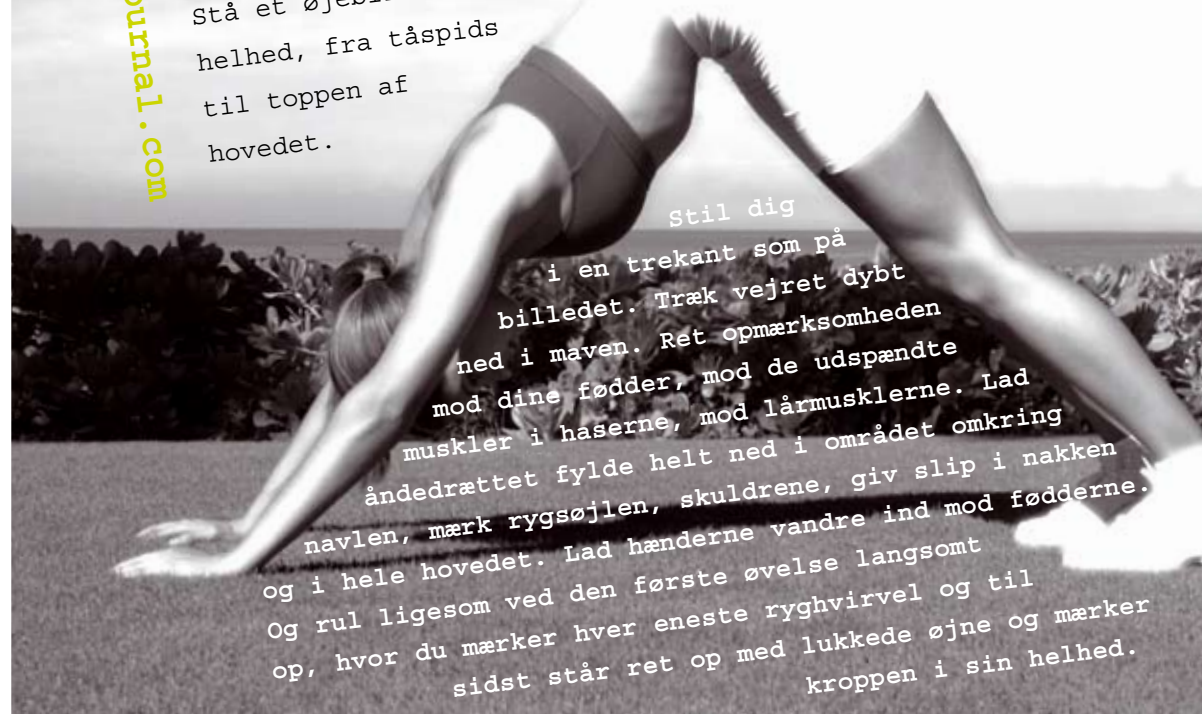 urnal.com
Stå et
helhed, fra tåspids
til toppen af
hovedet.
Stil dig
i en trekant som på
billedet. Træk vejret dybt
ned i maven. Ret opmærksomheden
mod dine fødder, mod de udspændte
muskler i haserne, mod lårmusklerne. Lad
åndedrættet fylde helt ned i området omkring
navlen, mærk rygsøjlen, skuldrene, giv slip i nakken
og i hele hovedet. Lad hænderne vandre ind mod fødderne.
Og rul ligesom ved den første øvelse langsomt
op, hvor du mærker hver eneste ryghvirvel og til
sidst står ret op med lukkede øjne og mærker
kroppen i sin helhed.